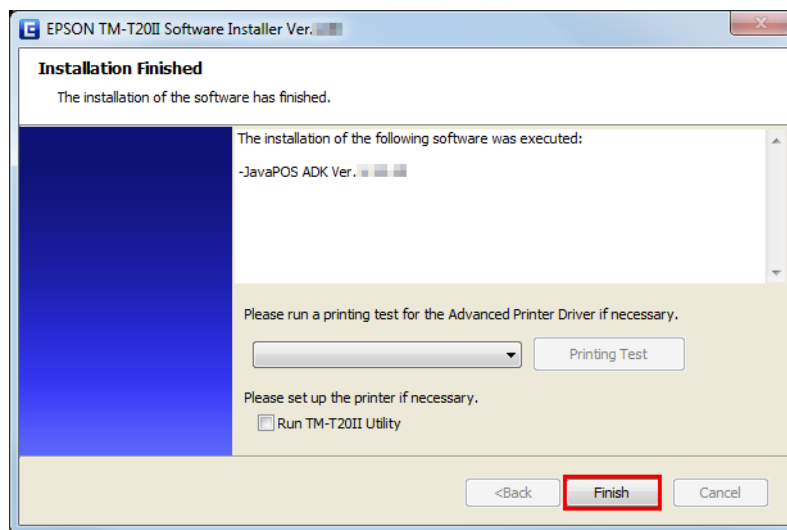 EPSON TM-T20II Software Installer Ver.
Installation Finished
The installation of the software has finished.
The installation of the following software was executed:
-JavaPOS ADK Ver.
Please run a printing test for the Advanced Printer Driver if necessary.
Printing Test
Please set up the printer if necessary.
Run TM-T20II Utility
<Back Finish Cancel